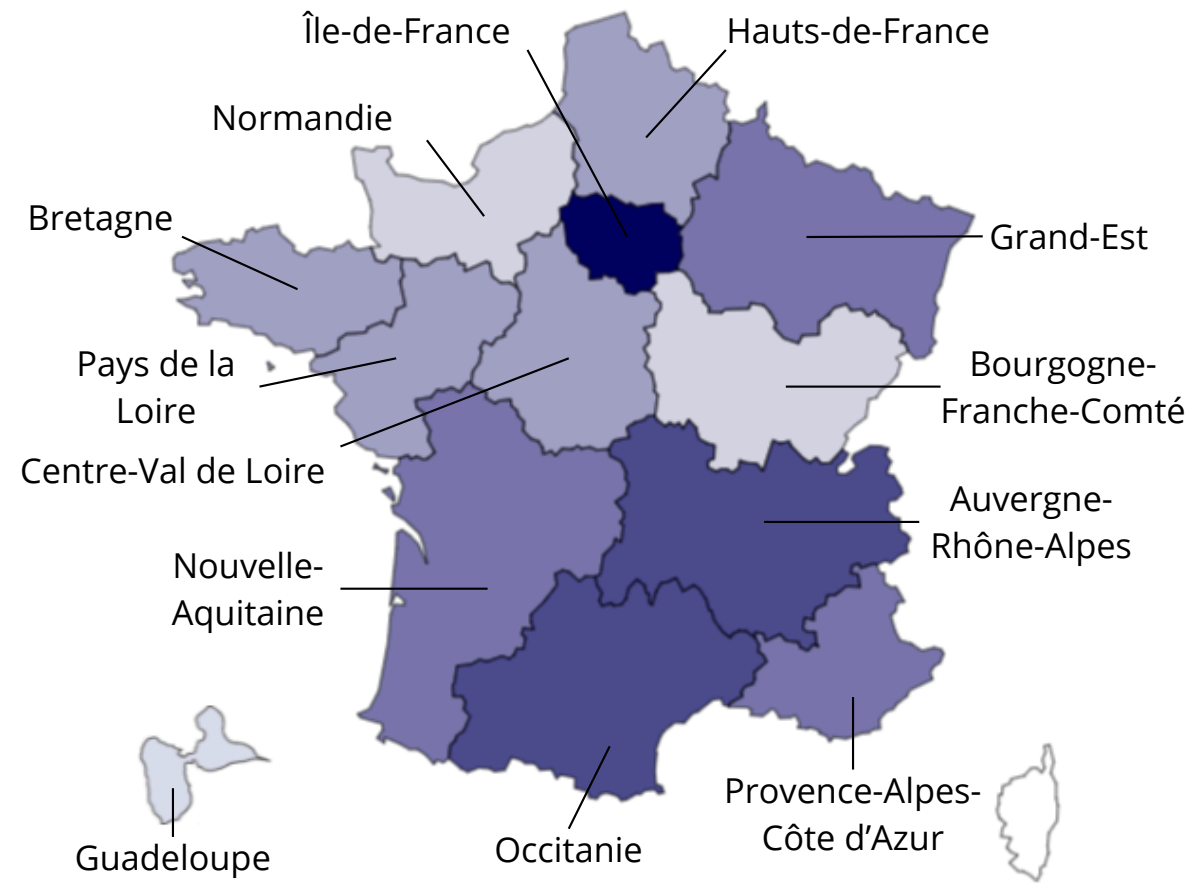 Île-de-France
Hauts-de-France
Normandie
Bretagne
Grand-Est
Pays de la
Loire
Bourgogne-
Franche-Comté
Centre-Val de Loire
Auvergne-
Rhône-Alpes
Nouvelle-
Aquitaine
Provence-Alpes-
Côte d’Azur
Occitanie
Guadeloupe